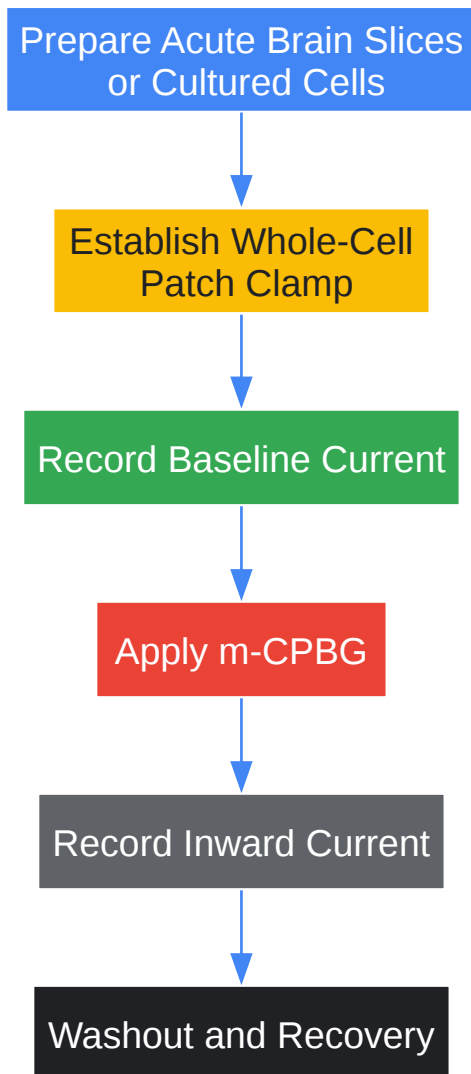 Prepare Acute Brain Slices
or Cultured Cells
Establish Whole-Cell
Patch Clamp
Record Baseline Current
Apply m-CPBG
Record Inward Current
Washout and Recovery